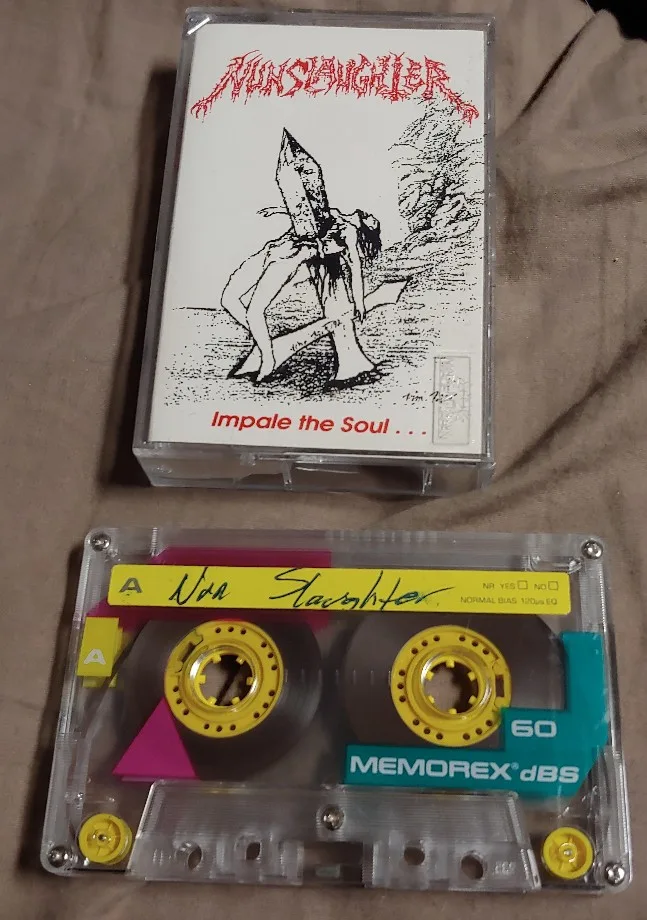 NUNSLAUGHTER
Impale the Soul . . .
A Nun Slaughter
NR YES NO
NORMAL BIAS 120µs EQ
A
60
MEMOREX® dBS